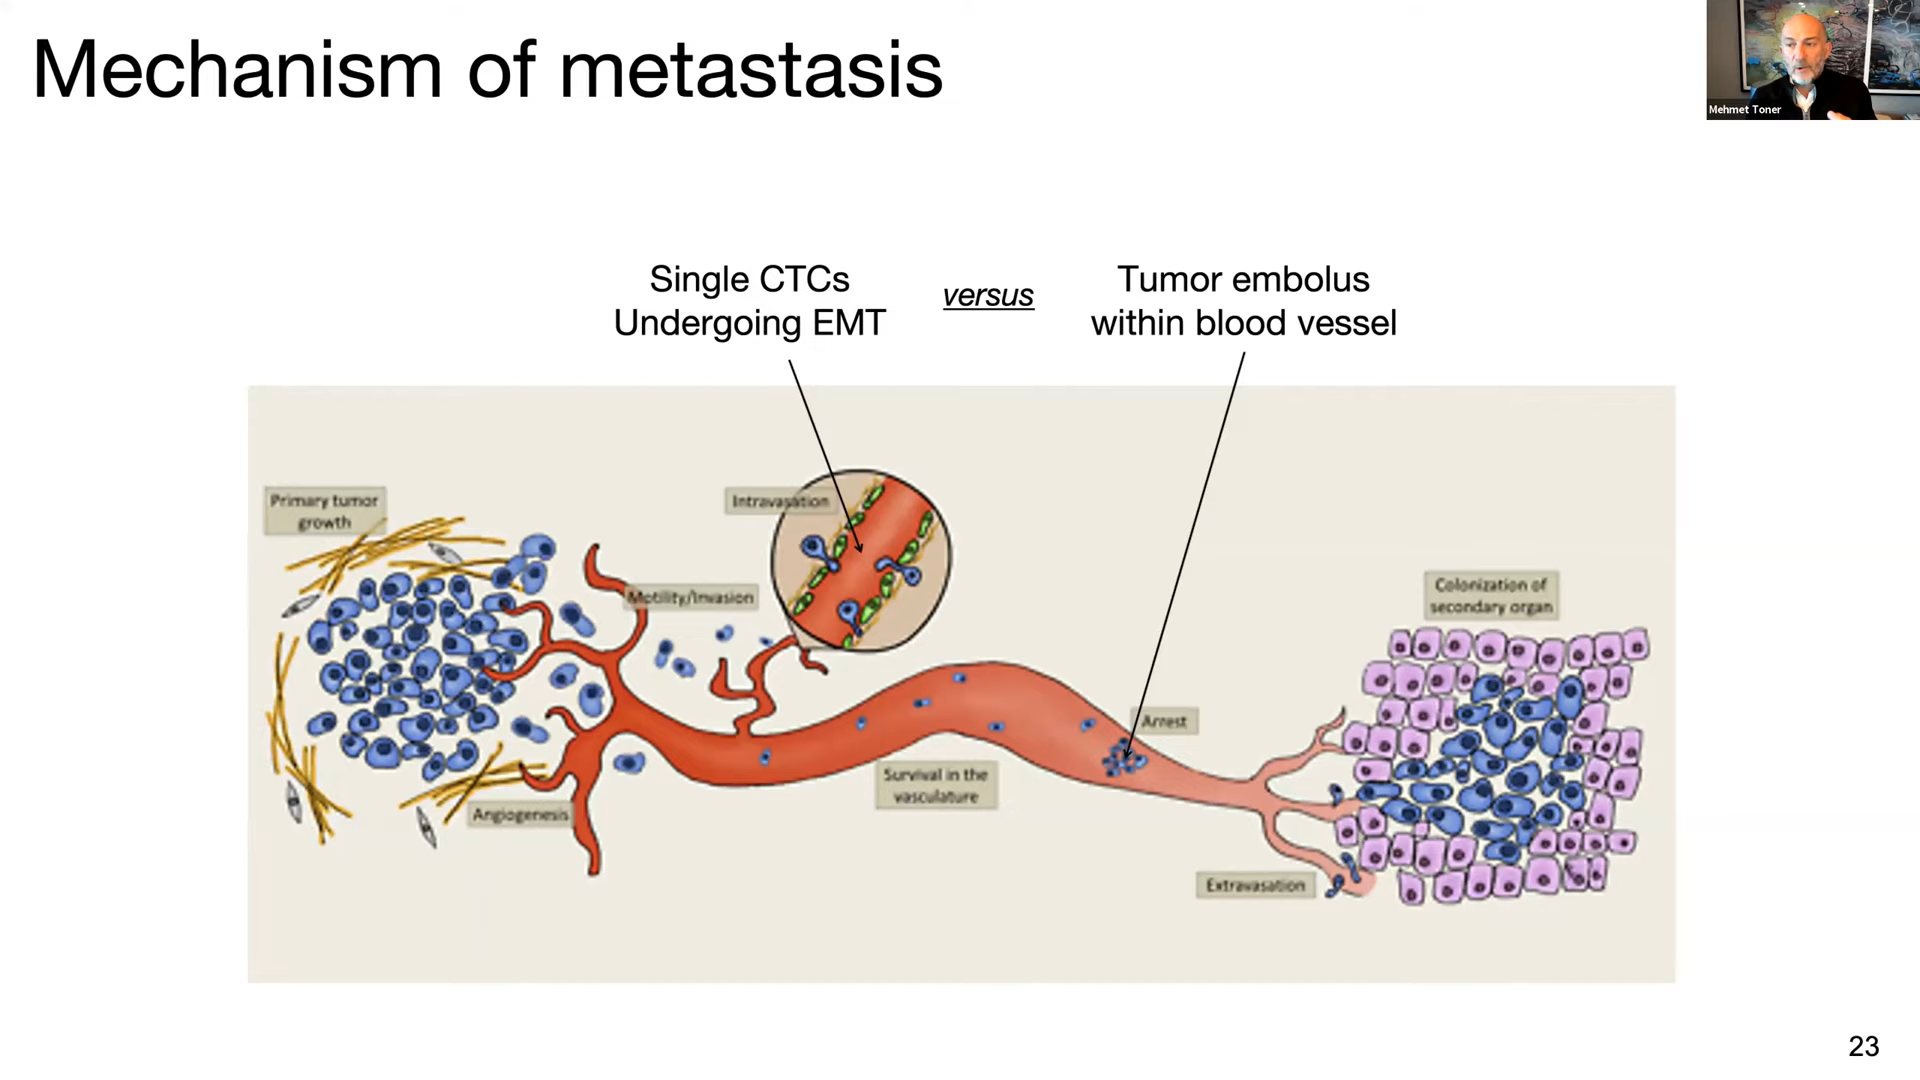 Mechanism of metastasis
Mehmet Toner
Single CTCs
Undergoing EMT
versus
Tumor embolus
within blood vessel
Primary tumor
growth
Intravasation
Motility/Invasion
Colonization of
secondary organ
Arrest
Survival in the
vasculature
Angiogenesis
Extravasation
23